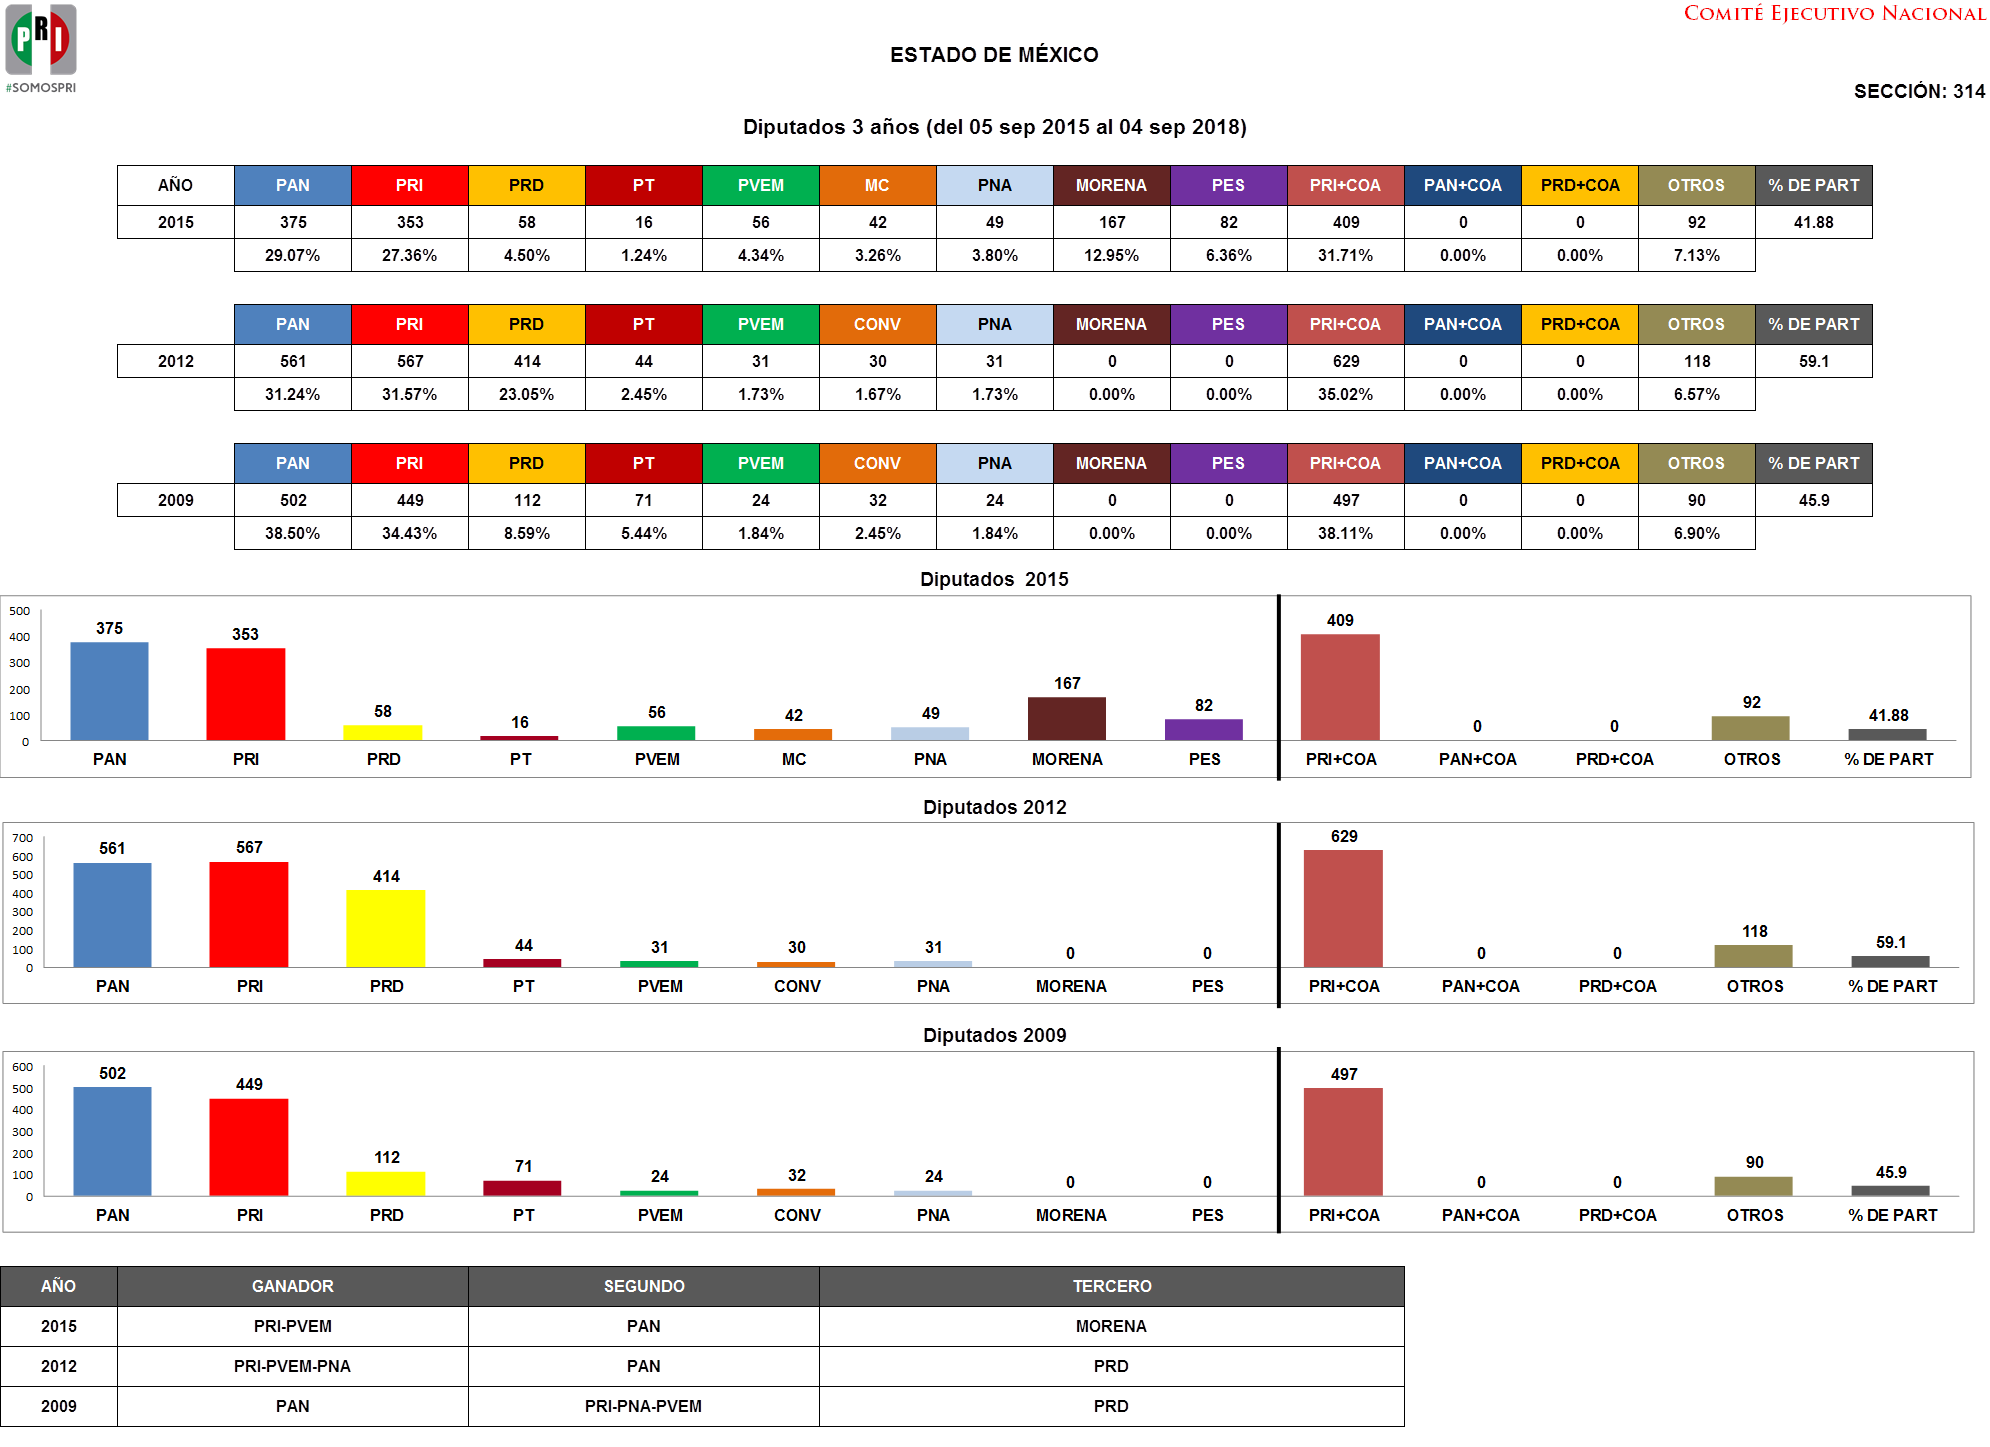 PRI
#SOMOSPRI
COMITÉ EJECUTIVO NACIONAL
ESTADO DE MÉXICO
SECCIÓN: 314
Diputados 3 años (del 05 sep 2015 al 04 sep 2018)
AÑO PAN PRI PRD PT PVEM MC PNA MORENA PES PRI+COA PAN+COA PRD+COA OTROS % DE PART
2015 375 353 58 16 56 42 49 167 82 409 0 0 92 41.88
29.07% 27.36% 4.50% 1.24% 4.34% 3.26% 3.80% 12.95% 6.36% 31.71% 0.00% 0.00% 7.13%
PAN PRI PRD PT PVEM CONV PNA MORENA PES PRI+COA PAN+COA PRD+COA OTROS % DE PART
2012 561 567 414 44 31 30 31 0 0 629 0 0 118 59.1
31.24% 31.57% 23.05% 2.45% 1.73% 1.67% 1.73% 0.00% 0.00% 35.02% 0.00% 0.00% 6.57%
PAN PRI PRD PT PVEM CONV PNA MORENA PES PRI+COA PAN+COA PRD+COA OTROS % DE PART
2009 502 449 112 71 24 32 24 0 0 497 0 0 90 45.9
38.50% 34.43% 8.59% 5.44% 1.84% 2.45% 1.84% 0.00% 0.00% 38.11% 0.00% 0.00% 6.90%
Diputados 2015
500
400
300
200
100
0
375 353 58 16 56 42 49 167 82 409 0 0 92 41.88
PAN PRI PRD PT PVEM MC PNA MORENA PES PRI+COA PAN+COA PRD+COA OTROS % DE PART
Diputados 2012
700
600
500
400
300
200
100
0
561 567 414 44 31 30 31 0 0 629 0 0 118 59.1
PAN PRI PRD PT PVEM CONV PNA MORENA PES PRI+COA PAN+COA PRD+COA OTROS % DE PART
Diputados 2009
600
500
400
300
200
100
0
502 449 112 71 24 32 24 0 0 497 0 0 90 45.9
PAN PRI PRD PT PVEM CONV PNA MORENA PES PRI+COA PAN+COA PRD+COA OTROS % DE PART
AÑO GANADOR SEGUNDO TERCERO
2015 PRI-PVEM PAN MORENA
2012 PRI-PVEM-PNA PAN PRD
2009 PAN PRI-PNA-PVEM PRD